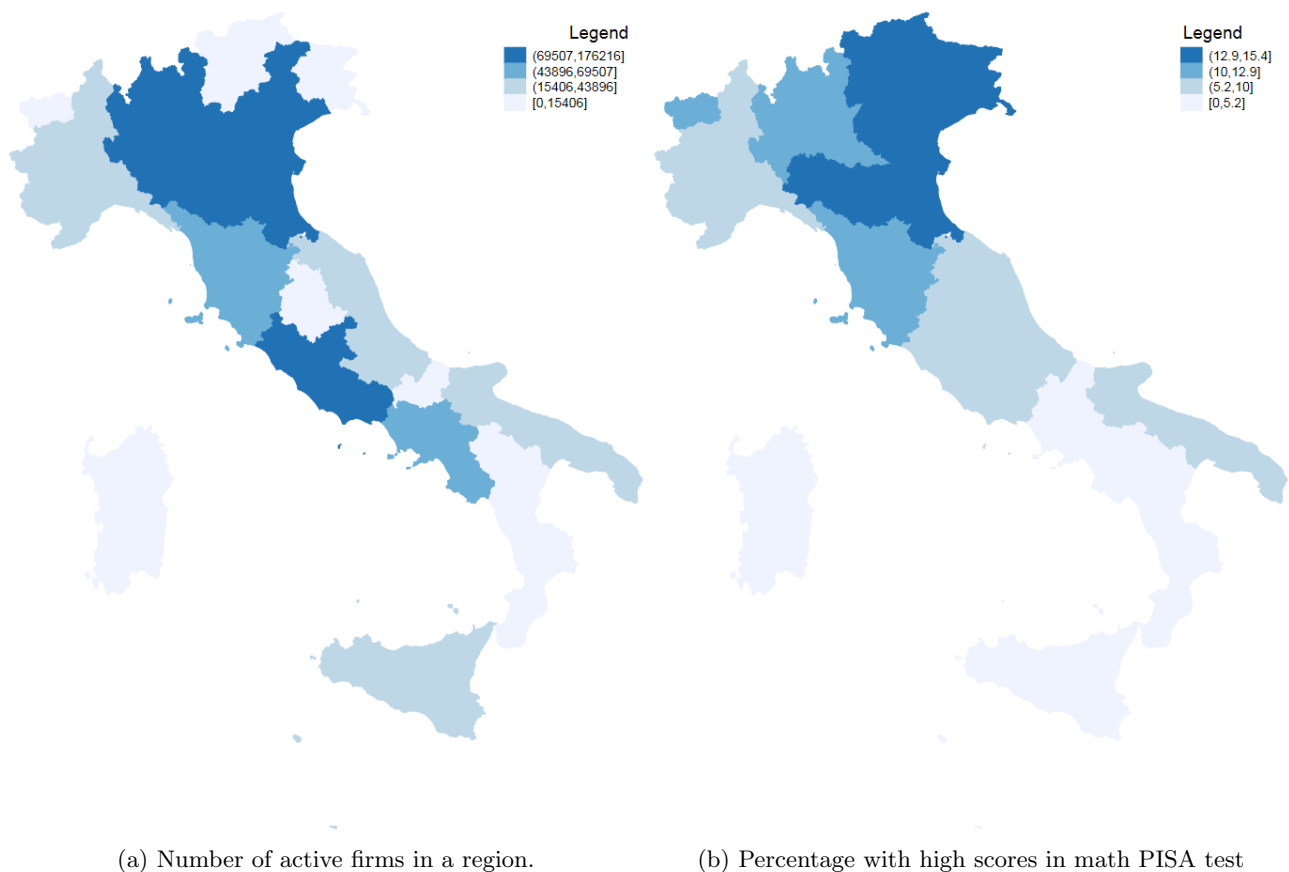 Legend
(69507,176216]
(43896,69507]
(15406,43896]
[0,15406]
Legend
(12.9,15.4]
(10,12.9]
(5.2,10]
[0,5.2]
(a) Number of active firms in a region.
(b) Percentage with high scores in math PISA test